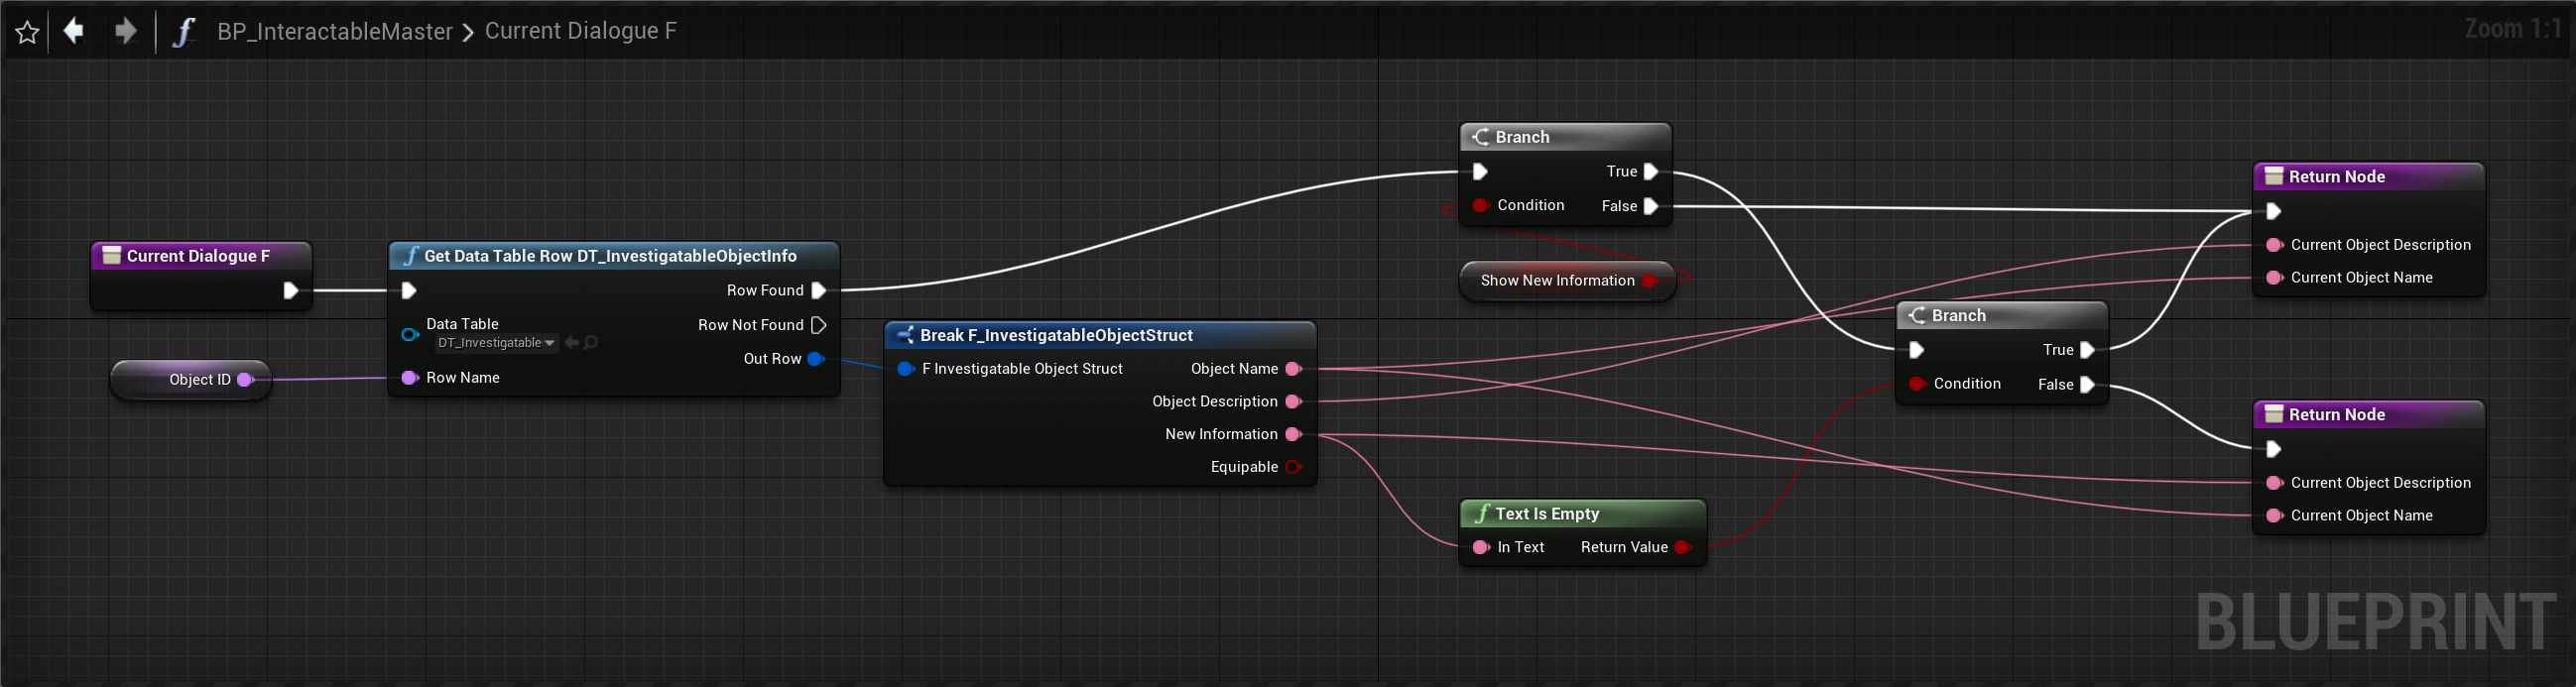 BP_InteractableMaster > Current Dialogue F
Zoom 1:1
Current Dialogue F
Object ID
Get Data Table Row DT_InvestigatableObjectInfo
Row Found
Data Table
DT_Investigatable
Row Not Found
Out Row
Row Name
Break F_InvestigatableObjectStruct
F Investigatable Object Struct
Object Name
Object Description
New Information
Equipable
Branch
True
Condition
False
Show New Information
Text Is Empty
In Text
Return Value
Branch
True
Condition
False
Return Node
Current Object Description
Current Object Name
Return Node
Current Object Description
Current Object Name
BLUEPRINT